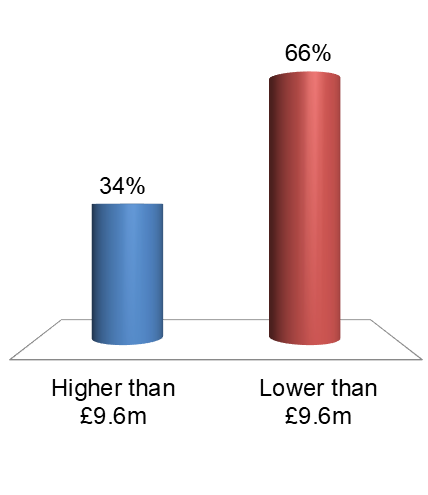 66%
34%
Higher than
£9.6m
Lower than
£9.6m